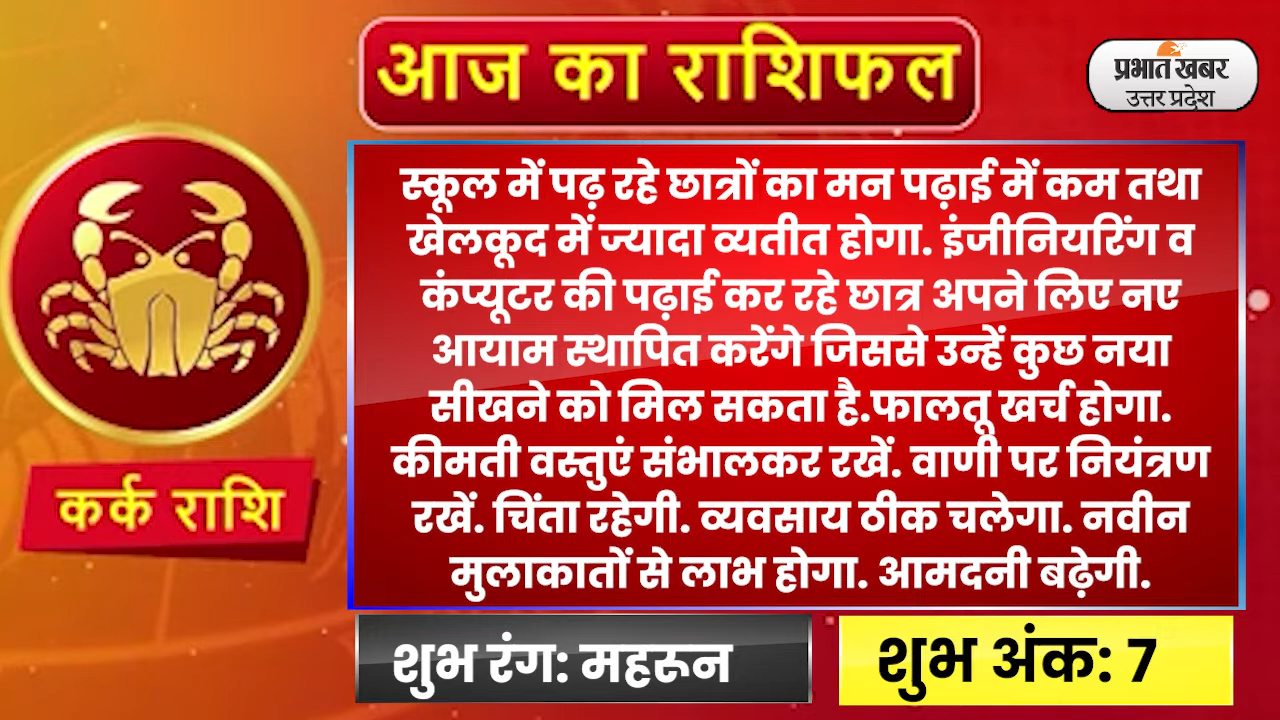 आज का राशिफल
प्रभात खबर
उत्तर प्रदेश
स्कूल में पढ़ रहे छात्रों का मन पढ़ाई में कम तथा
खेलकूद में ज्यादा व्यतीत होगा. इंजीनियरिंग व
कंप्यूटर की पढ़ाई कर रहे छात्र अपने लिए नए
आयाम स्थापित करेंगे जिससे उन्हें कुछ नया
सीखने को मिल सकता है.फालतू खर्च होगा.
कीमती वस्तुएं संभालकर रखें. वाणी पर नियंत्रण
रखें. चिंता रहेगी. व्यवसाय ठीक चलेगा. नवीन
मुलाकातों से लाभ होगा. आमदनी बढ़ेगी.
कर्क राशि
शुभ रंग: महरून
शुभ अंक: 7